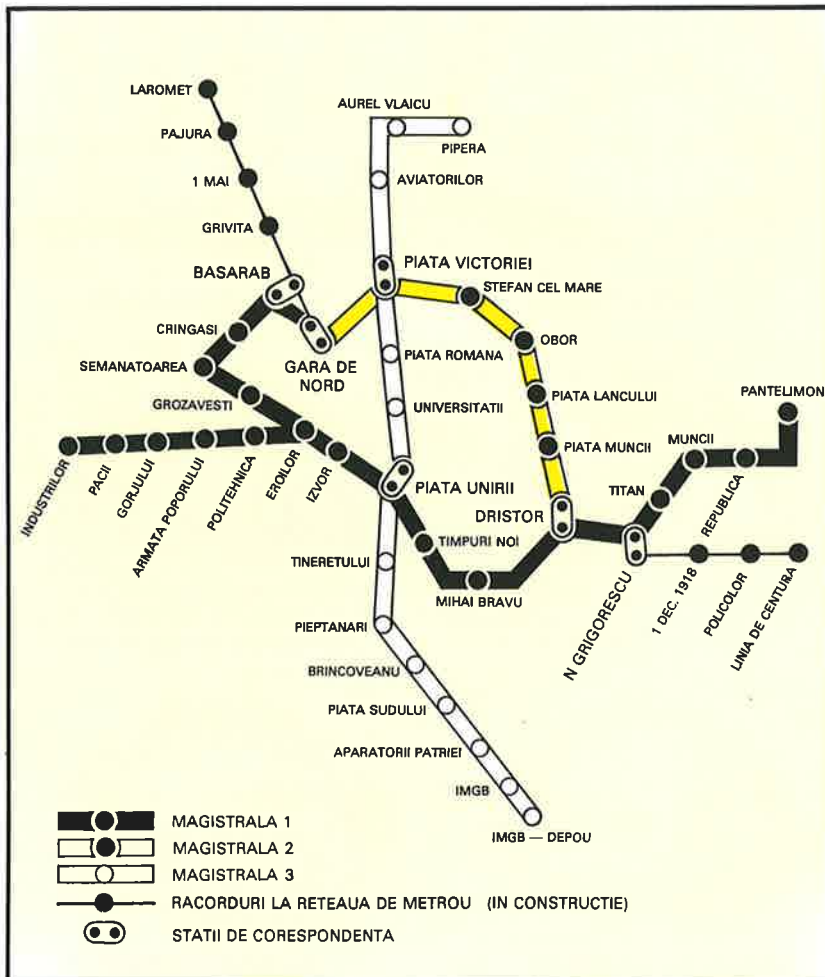 LAROMET
AUREL VLAICU
PAJURA
PIPERA
1 MAI
AVIATORILOR
GRIVITA
PIATA VICTORIEI
BASARAB
STEFAN CEL MARE
CRINGASI
OBOR
GARA DE
NORD
PIATA ROMANA
SEMANATOAREA
PANTELIMON
GROZAVESTI
PIATA LANCULUI
UNIVERSITATII
MUNCII
PIATA MUNCII
INDUSTRILOR
PACII
GORJULUI
ARMATA POPORULUI
POLITEHNICA
EROILOR
IZVOR
PIATA UNIRII
TITAN
REPUBLICA
DRISTOR
TIMPURI NOI
TINERETULUI
MIHAI BRAVU
N GRIGORESCU
1 DEC. 1918
POLICOLOR
LINIA DE CENTURA
PIEPTANARI
BRINCOVEANU
PIATA SUDULUI
APARATORII PATRIEI
IMGB
IMGB — DEPOU
MAGISTRALA 1
MAGISTRALA 2
MAGISTRALA 3
RACORDURI LA RETEAUA DE METROU (IN CONSTRUCTIE)
STATII DE CORESPONDENTA